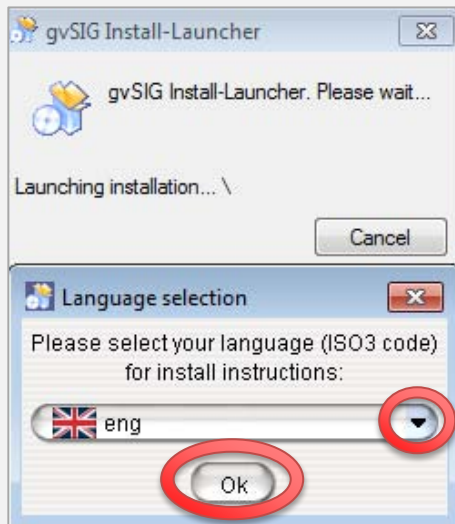 gvSIG Install-Launcher
gvSIG Install-Launcher. Please wait...
Launching installation... \
Cancel
Language selection
Please select your language (ISO3 code)
for install instructions:
eng
Ok